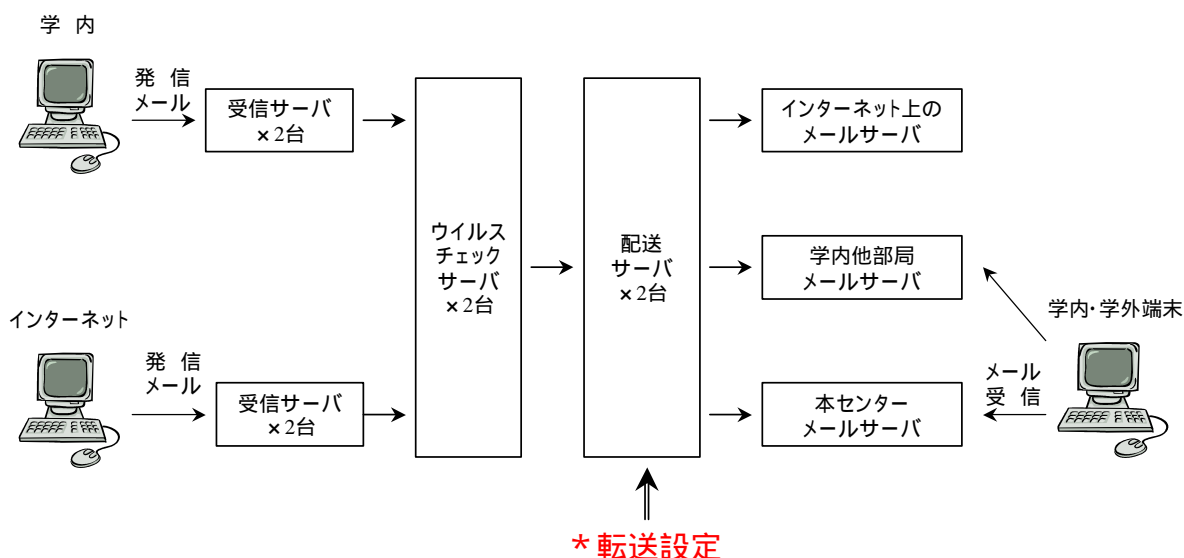 学 内
発 信
メール
受信サーバ
×2台
インターネット
発 信
メール
受信サーバ
×2台
ウイルス
チェック
サーバ
×2台
配送
サーバ
×2台
インターネット上の
メールサーバ
学内他部局
メールサーバ
本センター
メールサーバ
学内・学外端末
メール
受 信
*転送設定